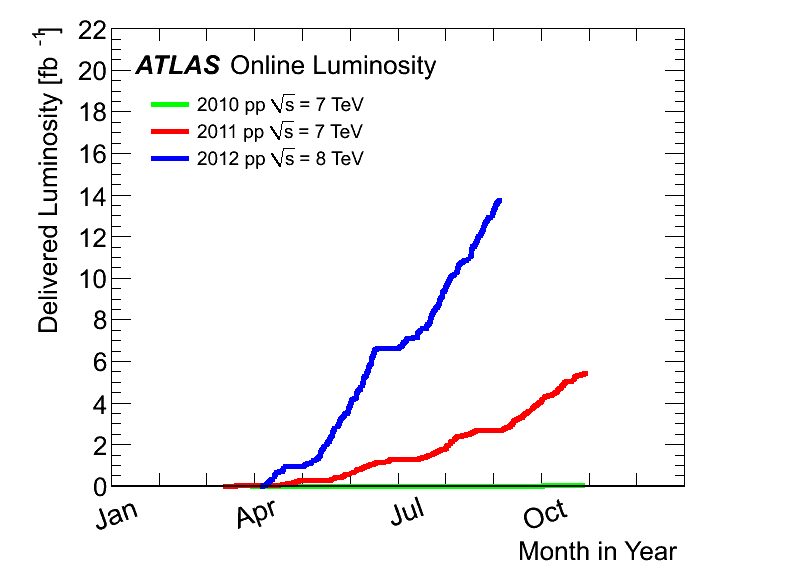 Delivered Luminosity [fb⁻¹]
22
20
18
16
14
12
10
8
6
4
2
0
ATLAS Online Luminosity
2010 pp √s = 7 TeV
2011 pp √s = 7 TeV
2012 pp √s = 8 TeV
Jan Apr Jul Oct
Month in Year